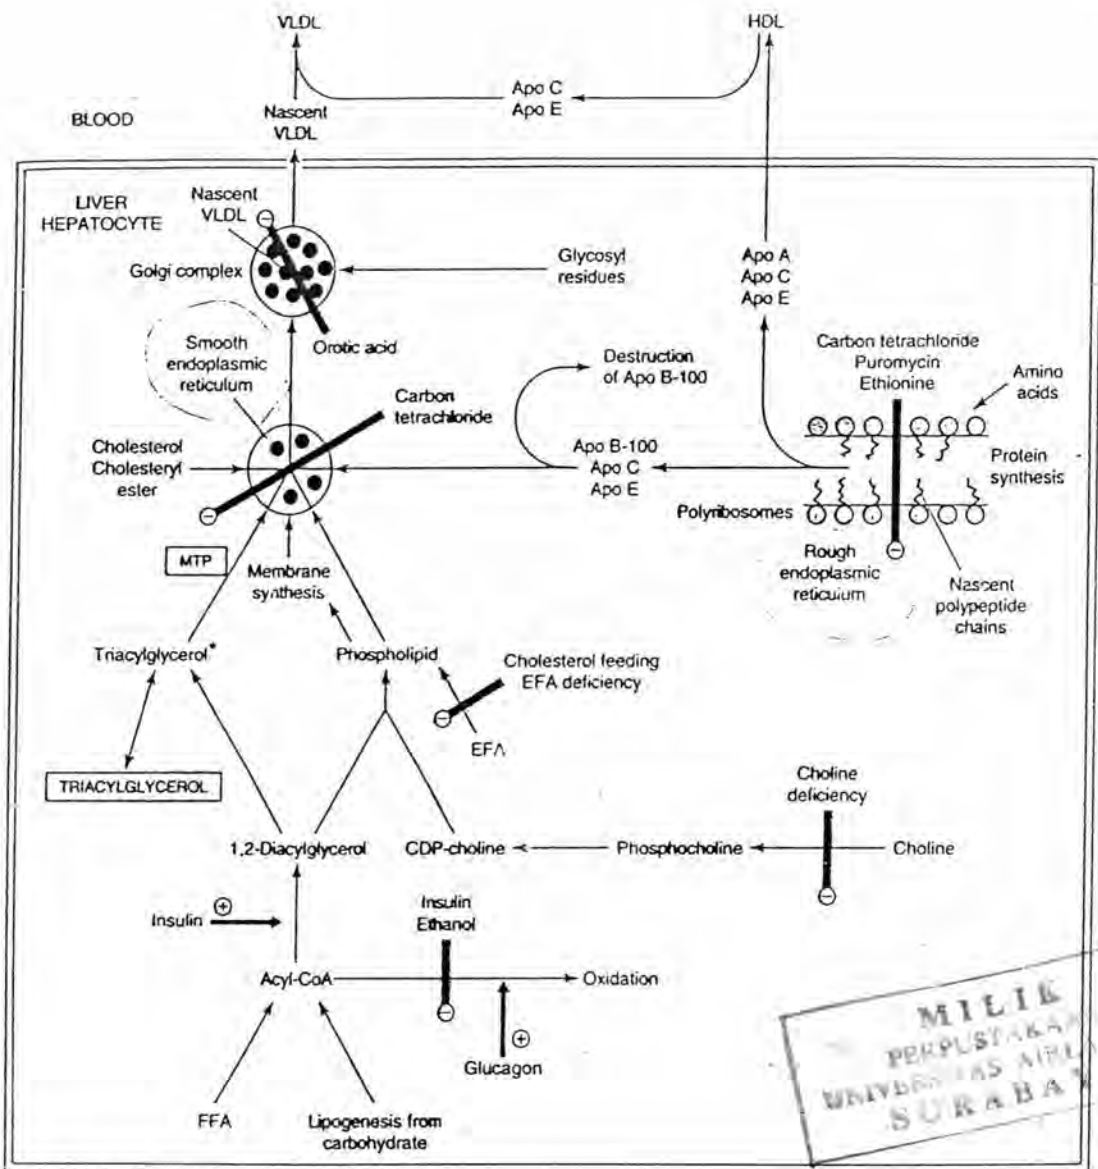 VLDL
HDL
Apo C
Apo E
BLOOD
Nascent
VLDL
LIVER
HEPATOCYTE
Nascent
VLDL
Golgi complex
Glycosyl
residues
Apo A
Apo C
Apo E
Orotic acid
Smooth
endoplasmic
reticulum
Destruction
of Apo B-100
Carbon tetrachloride
Puromycin
Ethionine
Amino
acids
Carbon
tetrachloride
Cholesterol
Cholesteryl
ester
Apo B-100
Apo C
Apo E
Protein
synthesis
Polyribosomes
MTP
Membrane
synthesis
Rough
endoplasmic
reticulum
Nascent
polypeptide
chains
Triacylglycerol*
Phospholipid
Cholesterol feeding
EFA deficiency
EFA
TRIACYLGLYCEROL
Choline
deficiency
1,2-Diacylglycerol
CDP-choline
Phosphocholine
Choline
Insulin
Insulin
Ethanol
Acyl-CoA
Oxidation
Glucagon
FFA
Lipogenesis from
carbohydrate
MILIK
SURABA